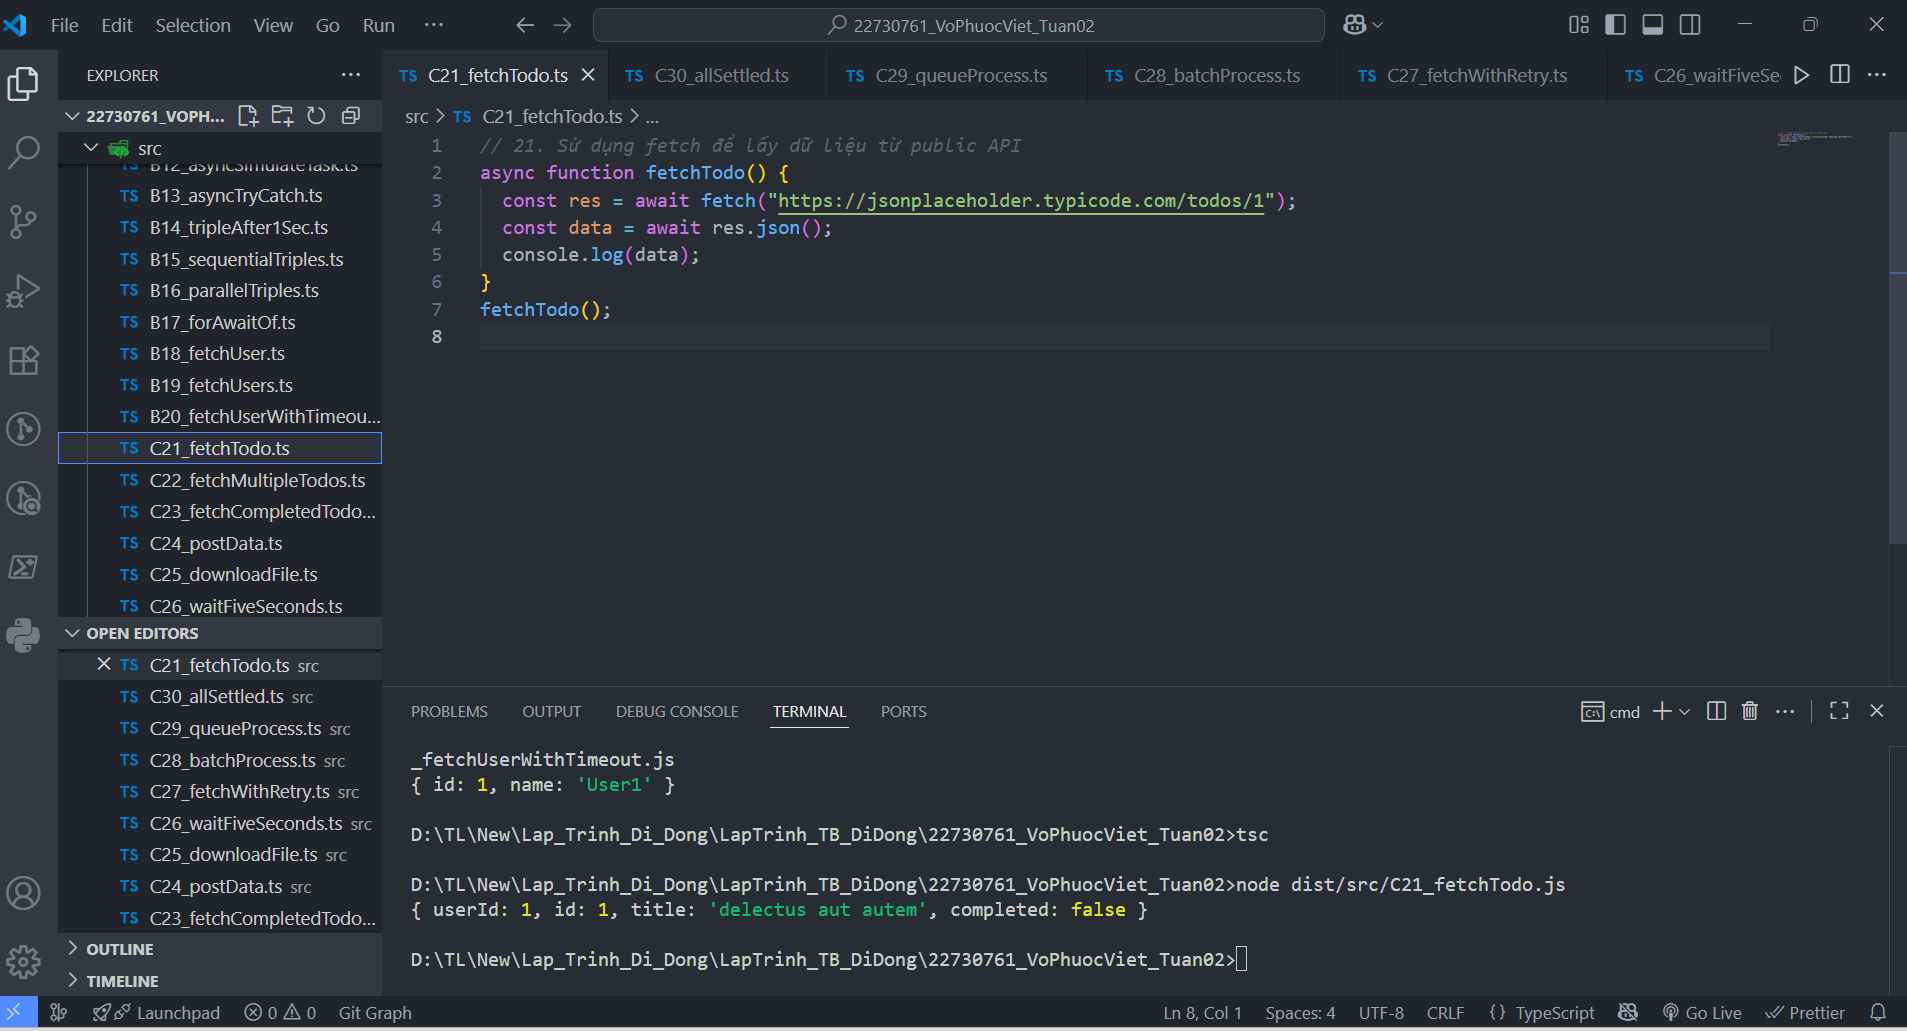 File Edit Selection View Go Run ··· 22730761_VoPhuocViet_Tuan02
EXPLORER
22730761_VOPH...
src
B12_asyncSimulateTask.ts
TS B13_asyncTryCatch.ts
TS B14_tripleAfter1Sec.ts
TS B15_sequentialTriples.ts
TS B16_parallelTriples.ts
TS B17_forAwaitOf.ts
TS B18_fetchUser.ts
TS B19_fetchUsers.ts
TS B20_fetchUserWithTimeou...
TS C21_fetchTodo.ts
TS C22_fetchMultipleTodos.ts
TS C23_fetchCompletedTodo...
TS C24_postData.ts
TS C25_downloadFile.ts
TS C26_waitFiveSeconds.ts
OPEN EDITORS
TS C21_fetchTodo.ts src
TS C30_allSettled.ts src
TS C29_queueProcess.ts src
TS C28_batchProcess.ts src
TS C27_fetchWithRetry.ts src
TS C26_waitFiveSeconds.ts src
TS C25_downloadFile.ts src
TS C24_postData.ts src
TS C23_fetchCompletedTodo...
OUTLINE
TIMELINE
TS C21_fetchTodo.ts TS C30_allSettled.ts TS C29_queueProcess.ts TS C28_batchProcess.ts TS C27_fetchWithRetry.ts TS C26_waitFiveSe
src > TS C21_fetchTodo.ts > ...
1 // 21. Sử dụng fetch để lấy dữ liệu từ public API
2 async function fetchTodo() {
3 const res = await fetch("https://jsonplaceholder.typicode.com/todos/1");
4 const data = await res.json();
5 console.log(data);
6 }
7 fetchTodo();
8
PROBLEMS OUTPUT DEBUG CONSOLE TERMINAL PORTS cmd
_fetchUserWithTimeout.js
{ id: 1, name: 'User1' }
D:\TL\New\Lap_Trinh_Di_Dong\LapTrinh_TB_DiDong\22730761_VoPhuocViet_Tuan02>tsc
D:\TL\New\Lap_Trinh_Di_Dong\LapTrinh_TB_DiDong\22730761_VoPhuocViet_Tuan02>node dist/src/C21_fetchTodo.js
{ userId: 1, id: 1, title: 'delectus aut autem', completed: false }
D:\TL\New\Lap_Trinh_Di_Dong\LapTrinh_TB_DiDong\22730761_VoPhuocViet_Tuan02>
Launchpad 0 0 Git Graph Ln 8, Col 1 Spaces: 4 UTF-8 CRLF {} TypeScript Go Live Prettier